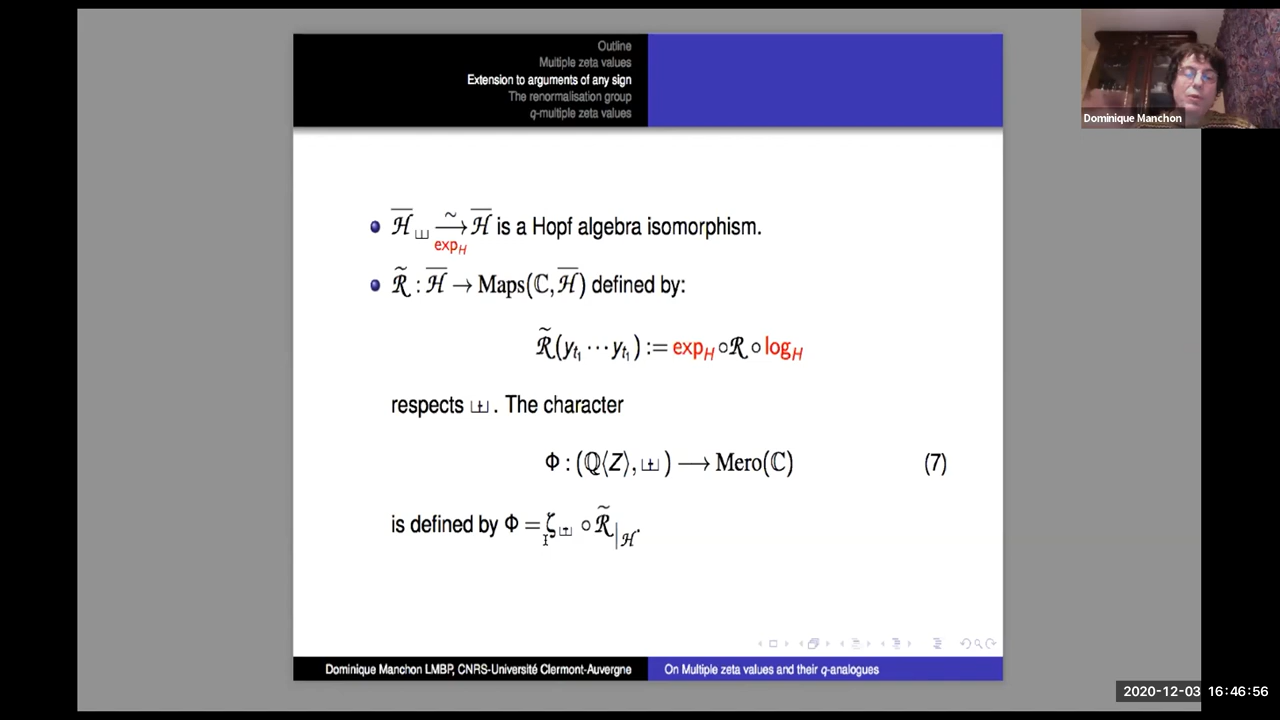 Outline
Multiple zeta values
Extension to arguments of any sign
The renormalisation group
q-multiple zeta values
Dominique Manchon
• ℋ̅_⧢ ⟶̃_{exp_H} ℋ̅ is a Hopf algebra isomorphism.
• ℛ̃ : ℋ̅ → Maps(ℂ, ℋ̅) defined by:
ℛ̃(y_{t_1} ⋯ y_{t_1}) := exp_H ∘ ℛ ∘ log_H
respects ⧢. The character
Φ : (ℚ⟨Z⟩, ⧢) ⟶ Mero(ℂ) (7)
is defined by Φ = ζ_⧢ ∘ ℛ̃_{|ℋ}.
Dominique Manchon LMBP, CNRS-Université Clermont-Auvergne On Multiple zeta values and their q-analogues
2020-12-03 16:46:56